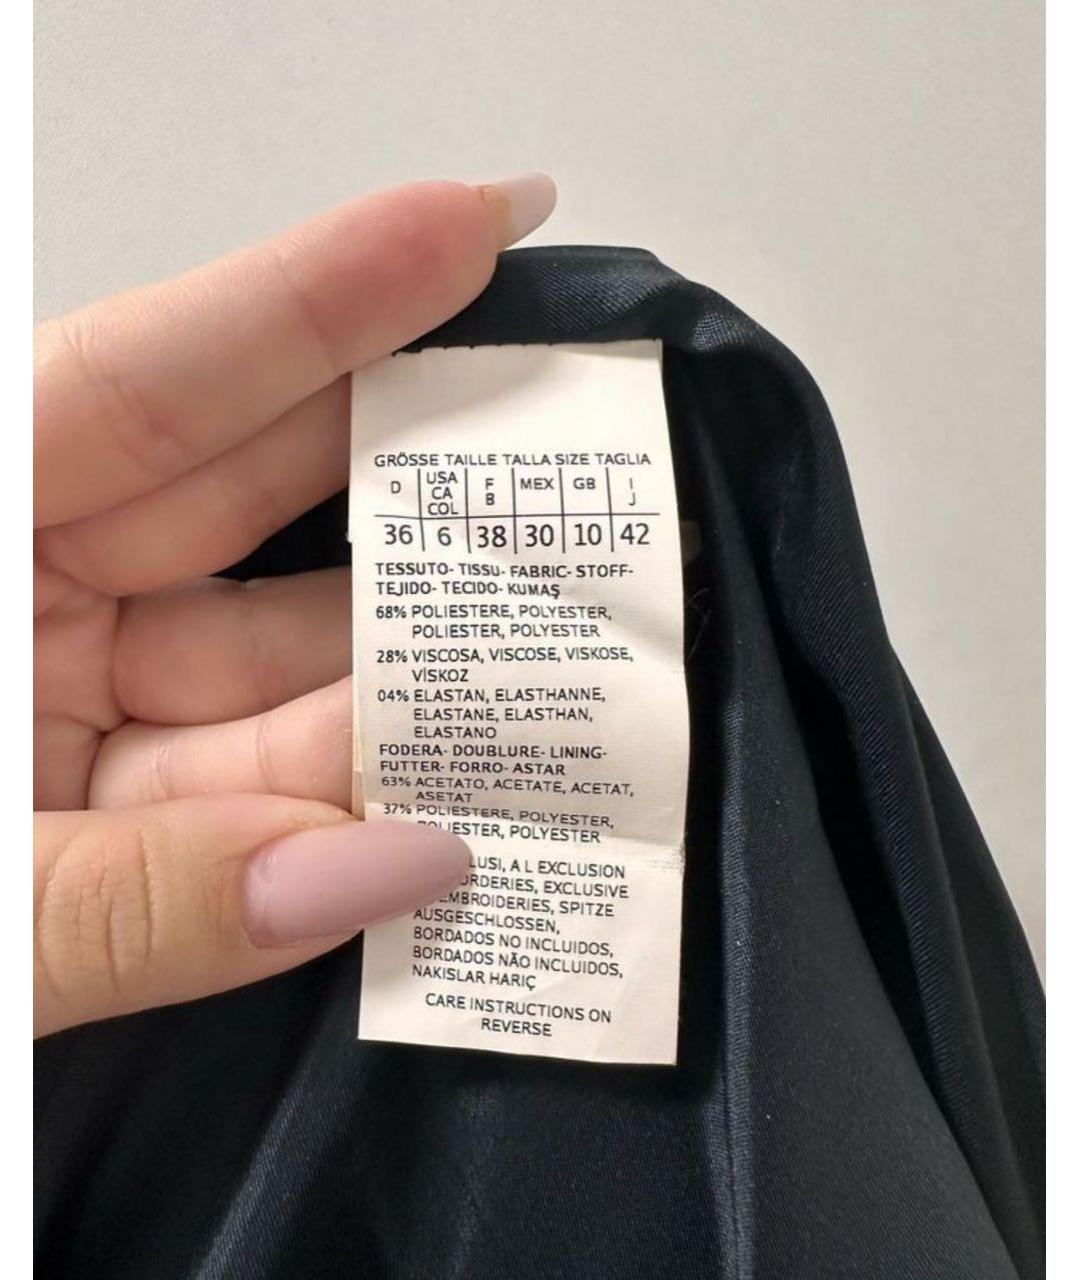 GRÖSSE TAILLE TALLA SIZE TAGLIA
D USA CA COL F B MEX GB I J
36 6 38 30 10 42
TESSUTO- TISSU- FABRIC- STOFF-
TEJIDO- TECIDO- KUMAŞ
68% POLIESTERE, POLYESTER,
POLIESTER, POLYESTER
28% VISCOSA, VISCOSE, VISKOSE,
VİSKOZ
04% ELASTAN, ELASTHANNE,
ELASTANE, ELASTHAN,
ELASTANO
FODERA- DOUBLURE- LINING-
FUTTER- FORRO- ASTAR
63% ACETATO, ACETATE, ACETAT,
ASETAT
37% POLIESTERE, POLYESTER,
POLIESTER, POLYESTER
A L EXCLUSION
EXCLUSIVE
EMBROIDERIES, SPITZE
AUSGESCHLOSSEN,
BORDADOS NO INCLUIDOS,
BORDADOS NÃO INCLUIDOS,
NAKISLAR HARIÇ
CARE INSTRUCTIONS ON
REVERSE